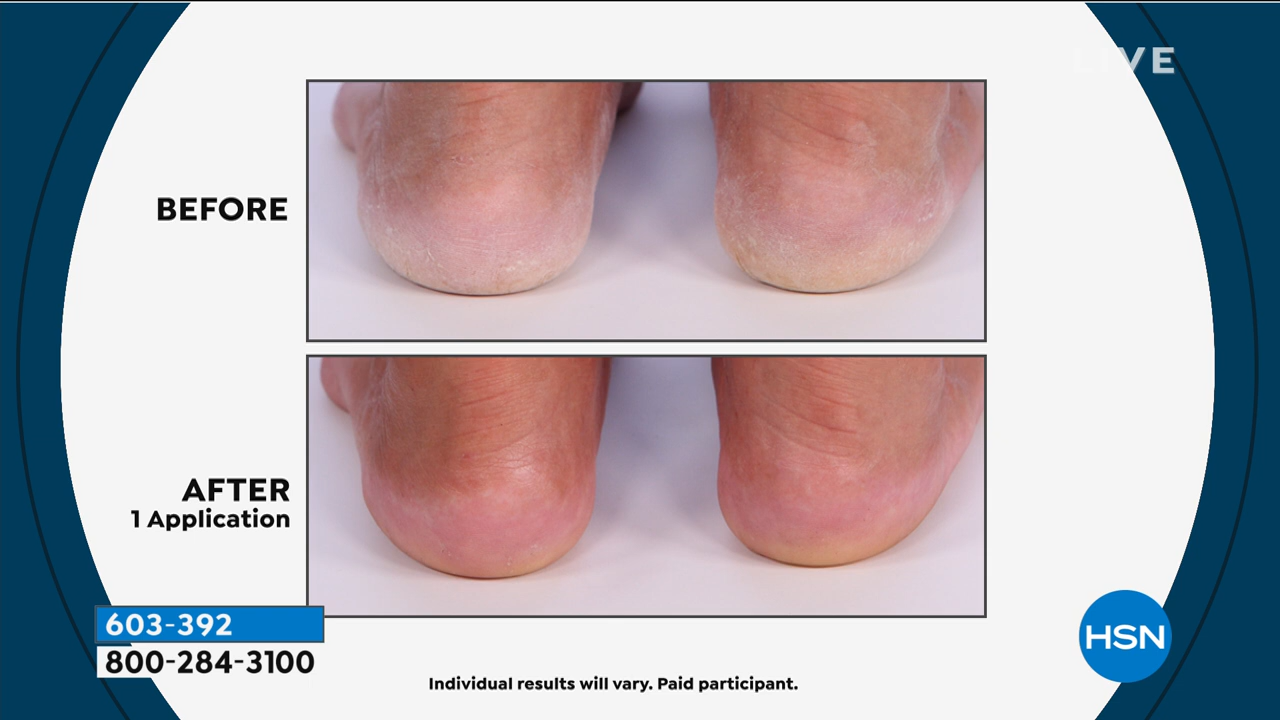 LIVE
BEFORE
AFTER
1 Application
603-392
800-284-3100
HSN
Individual results will vary. Paid participant.